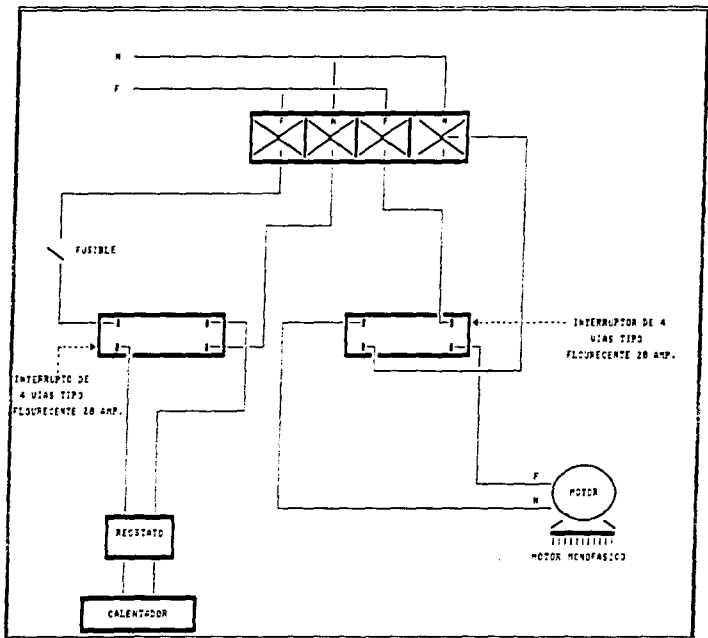 N
F
F N F N
FUSIBLE
INTERRUPTO DE
4 VIAS TIPO
FLOURECENTE 20 AMP.
INTERRUPTOR DE 4
VIAS TIPO
FLOURECENTE 20 AMP.
F
N
MOTOR
MOTOR MONOFASICO
REOSTATO
CALENTADOR